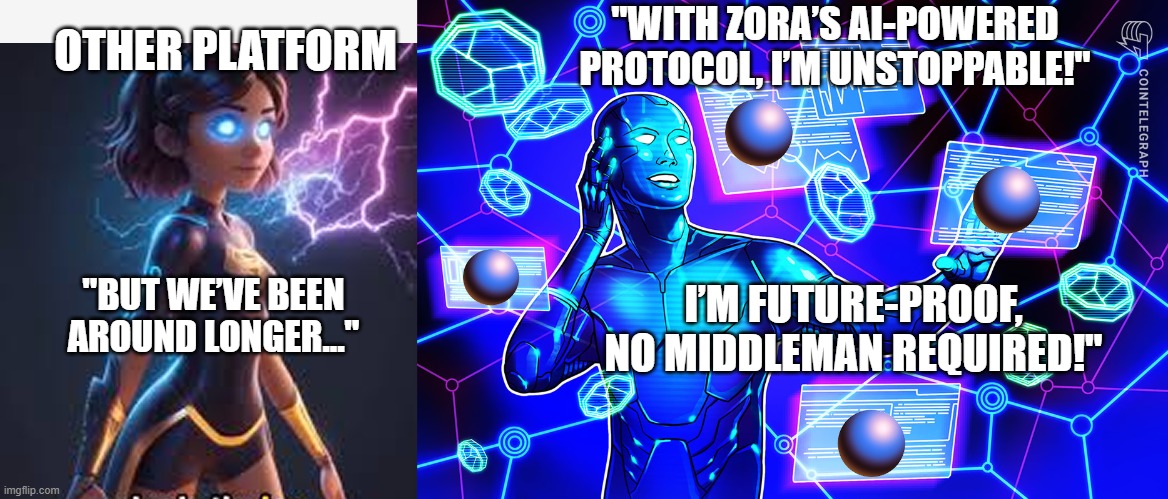 OTHER PLATFORM
"BUT WE'VE BEEN
AROUND LONGER..."
"WITH ZORA'S AI-POWERED
PROTOCOL, I'M UNSTOPPABLE!"
I'M FUTURE-PROOF,
NO MIDDLEMAN REQUIRED!"
COINTELEGRAPH
imgflip.com